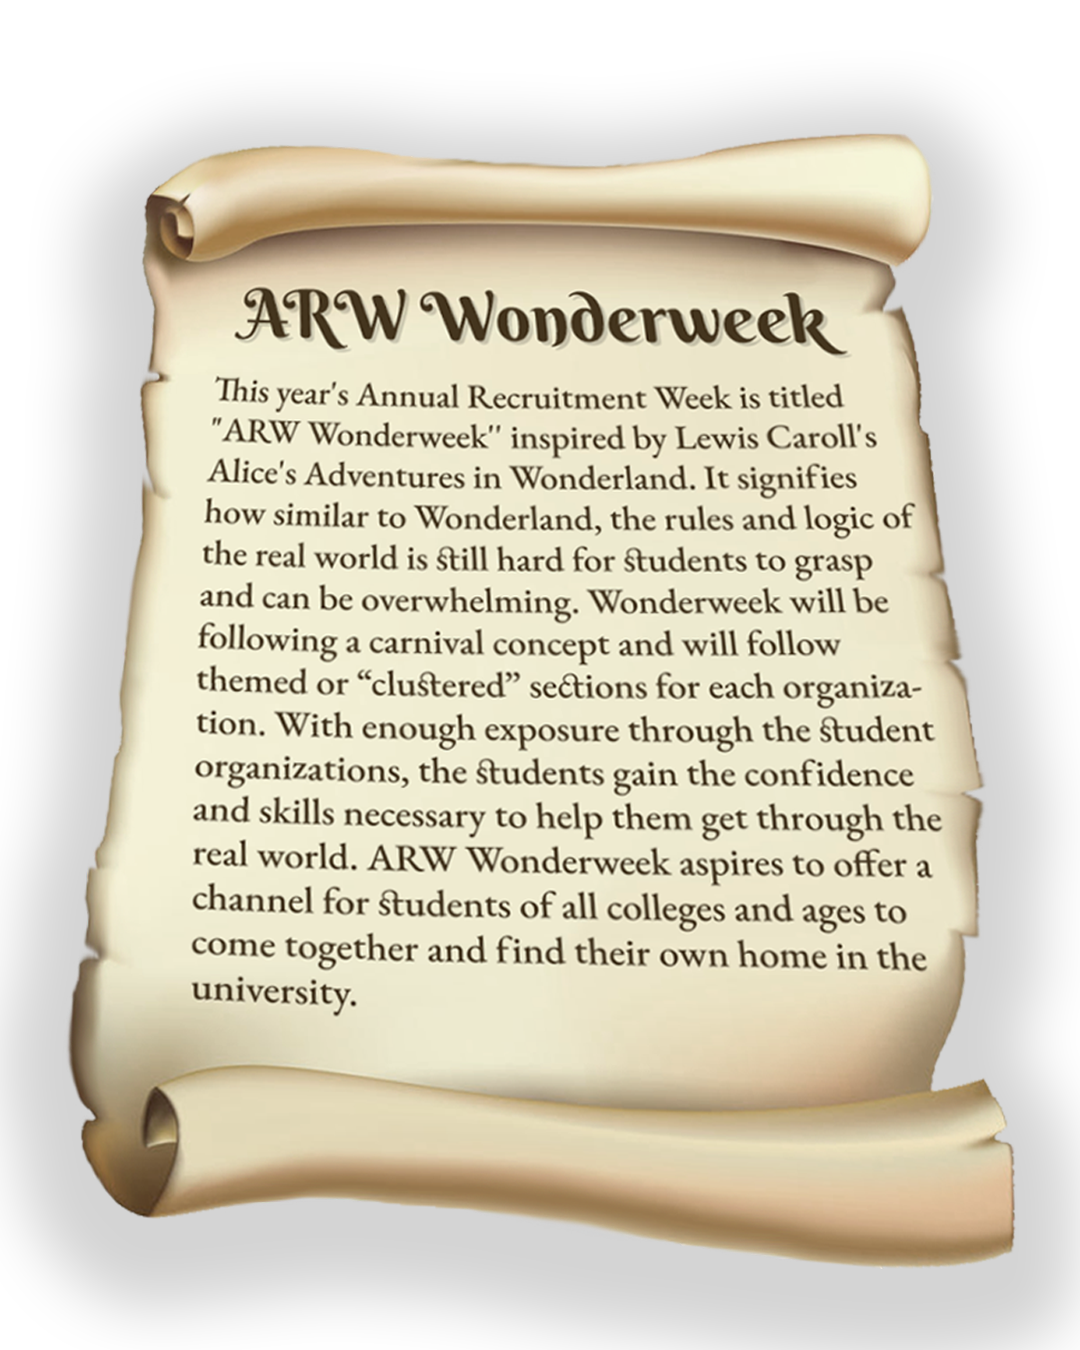 ARW Wonderweek
This year's Annual Recruitment Week is titled
"ARW Wonderweek" inspired by Lewis Caroll's
Alice's Adventures in Wonderland. It signifies
how similar to Wonderland, the rules and logic of
the real world is still hard for students to grasp
and can be overwhelming. Wonderweek will be
following a carnival concept and will follow
themed or “clustered” sections for each organiza-
tion. With enough exposure through the student
organizations, the students gain the confidence
and skills necessary to help them get through the
real world. ARW Wonderweek aspires to offer a
channel for students of all colleges and ages to
come together and find their own home in the
university.